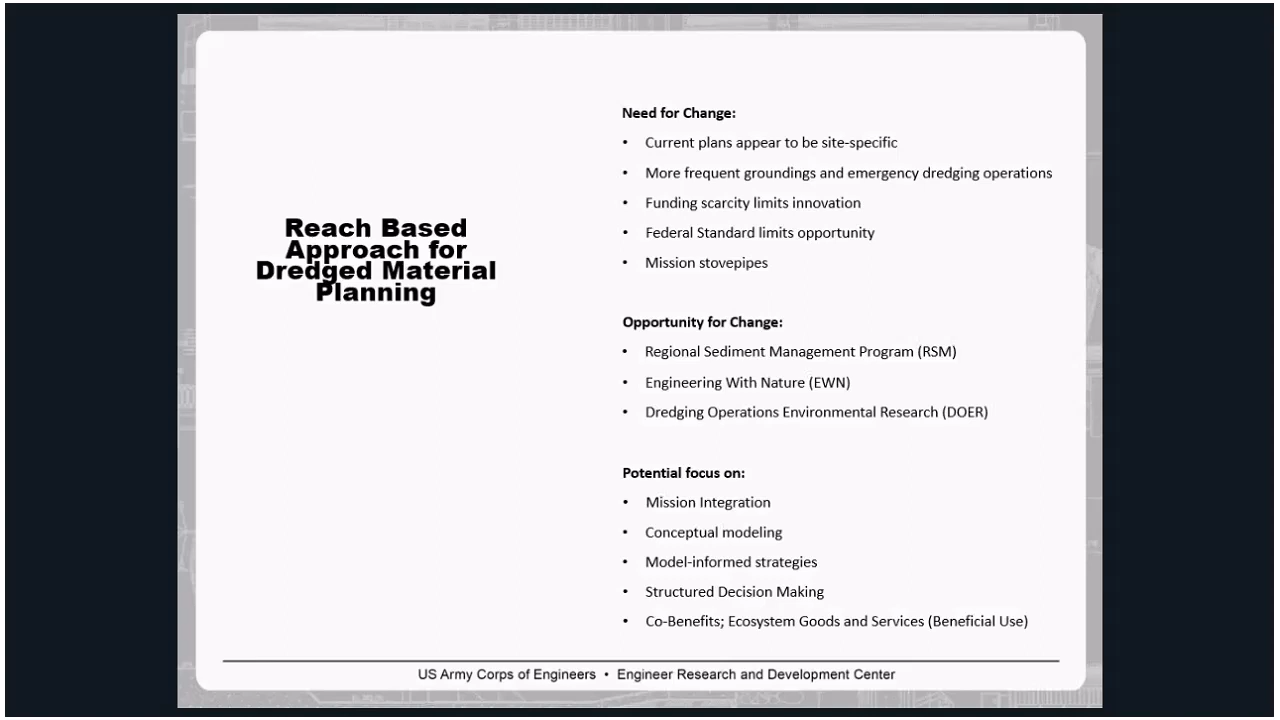 Reach Based
Approach for
Dredged Material
Planning
Need for Change:
• Current plans appear to be site-specific
• More frequent groundings and emergency dredging operations
• Funding scarcity limits innovation
• Federal Standard limits opportunity
• Mission stovepipes
Opportunity for Change:
• Regional Sediment Management Program (RSM)
• Engineering With Nature (EWN)
• Dredging Operations Environmental Research (DOER)
Potential focus on:
• Mission Integration
• Conceptual modeling
• Model-informed strategies
• Structured Decision Making
• Co-Benefits; Ecosystem Goods and Services (Beneficial Use)
US Army Corps of Engineers • Engineer Research and Development Center